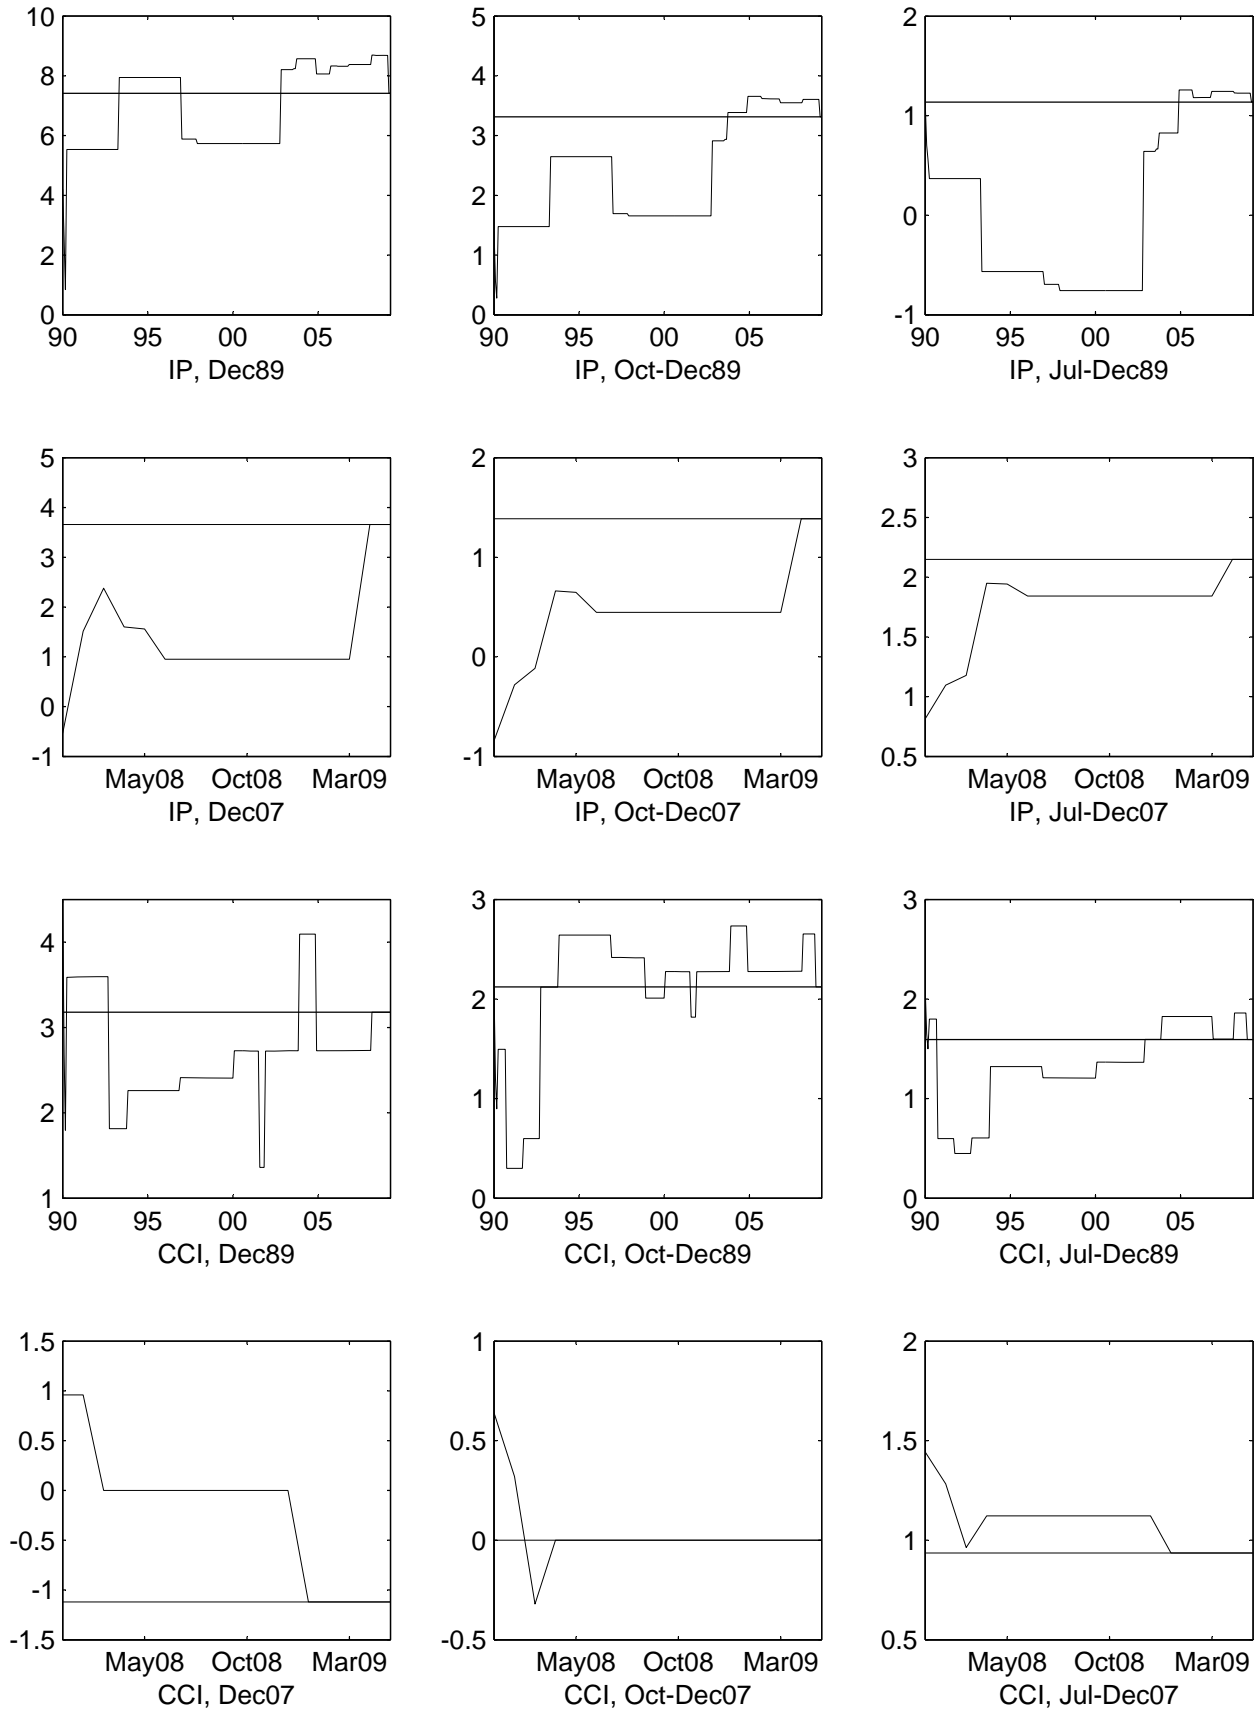 10
8
6
4
2
0
90 95 00 05
IP, Dec89
5
4
3
2
1
0
90 95 00 05
IP, Oct-Dec89
2
1
0
-1
90 95 00 05
IP, Jul-Dec89
5
4
3
2
1
0
-1
May08 Oct08 Mar09
IP, Dec07
2
1
0
-1
May08 Oct08 Mar09
IP, Oct-Dec07
3
2.5
2
1.5
1
0.5
May08 Oct08 Mar09
IP, Jul-Dec07
4
3
2
1
90 95 00 05
CCI, Dec89
3
2
1
0
90 95 00 05
CCI, Oct-Dec89
3
2
1
0
90 95 00 05
CCI, Jul-Dec89
1.5
1
0.5
0
-0.5
-1
-1.5
May08 Oct08 Mar09
CCI, Dec07
1
0.5
0
-0.5
May08 Oct08 Mar09
CCI, Oct-Dec07
2
1.5
1
0.5
May08 Oct08 Mar09
CCI, Jul-Dec07